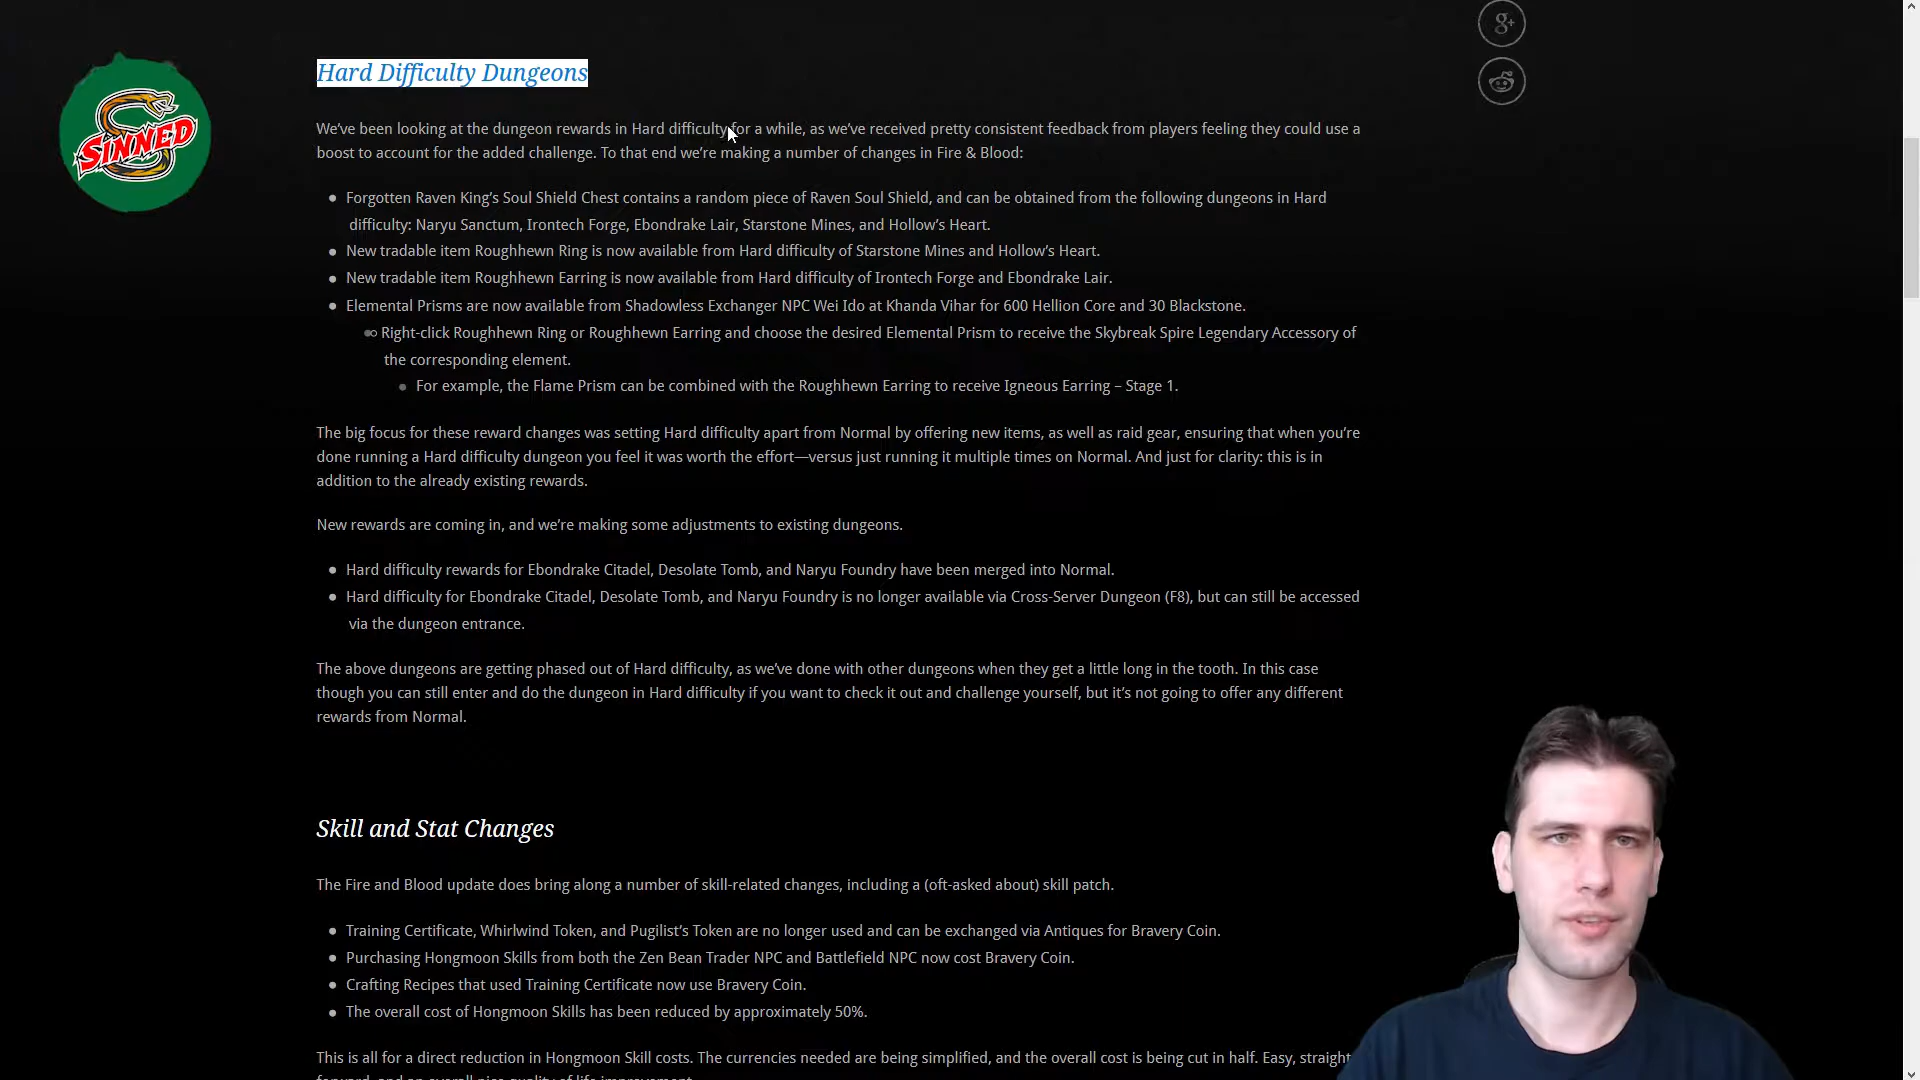 g+
SINNED
Hard Difficulty Dungeons
We’ve been looking at the dungeon rewards in Hard difficulty for a while, as we’ve received pretty consistent feedback from players feeling they could use a
boost to account for the added challenge. To that end we’re making a number of changes in Fire & Blood:
Forgotten Raven King’s Soul Shield Chest contains a random piece of Raven Soul Shield, and can be obtained from the following dungeons in Hard
difficulty: Naryu Sanctum, Irontech Forge, Ebondrake Lair, Starstone Mines, and Hollow’s Heart.
New tradable item Roughhewn Ring is now available from Hard difficulty of Starstone Mines and Hollow’s Heart.
New tradable item Roughhewn Earring is now available from Hard difficulty of Irontech Forge and Ebondrake Lair.
Elemental Prisms are now available from Shadowless Exchanger NPC Wei Ido at Khanda Vihar for 600 Hellion Core and 30 Blackstone.
Right-click Roughhewn Ring or Roughhewn Earring and choose the desired Elemental Prism to receive the Skybreak Spire Legendary Accessory of
the corresponding element.
For example, the Flame Prism can be combined with the Roughhewn Earring to receive Igneous Earring – Stage 1.
The big focus for these reward changes was setting Hard difficulty apart from Normal by offering new items, as well as raid gear, ensuring that when you’re
done running a Hard difficulty dungeon you feel it was worth the effort—versus just running it multiple times on Normal. And just for clarity: this is in
addition to the already existing rewards.
New rewards are coming in, and we’re making some adjustments to existing dungeons.
Hard difficulty rewards for Ebondrake Citadel, Desolate Tomb, and Naryu Foundry have been merged into Normal.
Hard difficulty for Ebondrake Citadel, Desolate Tomb, and Naryu Foundry is no longer available via Cross-Server Dungeon (F8), but can still be accessed
via the dungeon entrance.
The above dungeons are getting phased out of Hard difficulty, as we’ve done with other dungeons when they get a little long in the tooth. In this case
though you can still enter and do the dungeon in Hard difficulty if you want to check it out and challenge yourself, but it’s not going to offer any different
rewards from Normal.
Skill and Stat Changes
The Fire and Blood update does bring along a number of skill-related changes, including a (oft-asked about) skill patch.
Training Certificate, Whirlwind Token, and Pugilist’s Token are no longer used and can be exchanged via Antiques for Bravery Coin.
Purchasing Hongmoon Skills from both the Zen Bean Trader NPC and Battlefield NPC now cost Bravery Coin.
Crafting Recipes that used Training Certificate now use Bravery Coin.
The overall cost of Hongmoon Skills has been reduced by approximately 50%.
This is all for a direct reduction in Hongmoon Skill costs. The currencies needed are being simplified, and the overall cost is being cut in half. Easy, straight